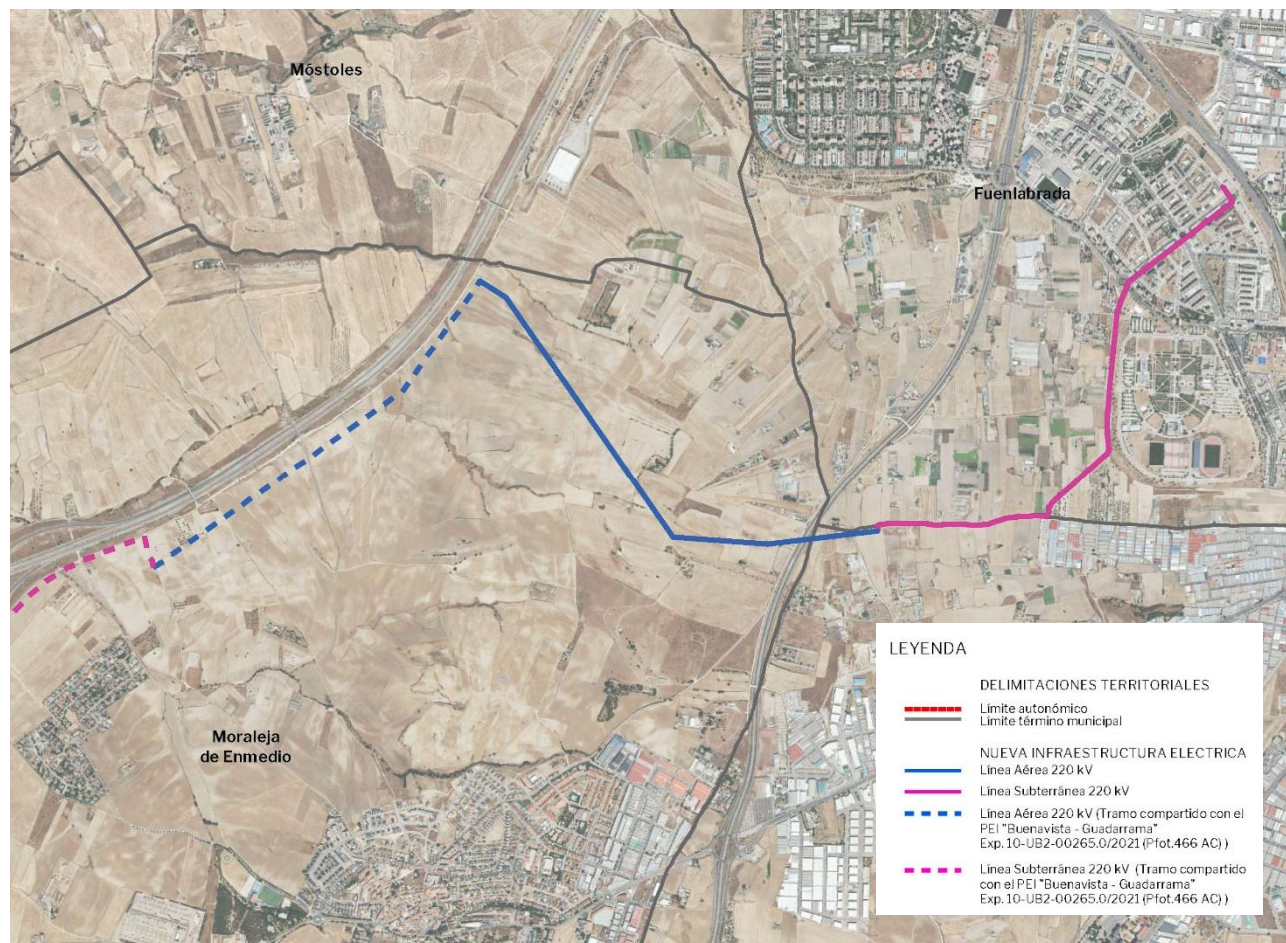 Móstoles
Fuenlabrada
Moraleja
de Enmedio
LEYENDA
DELIMITACIONES TERRITORIALES
Límite autonómico
Límite término municipal
NUEVA INFRAESTRUCTURA ELECTRICA
Línea Aérea 220 kV
Línea Subterránea 220 kV
Línea Aérea 220 kV (Tramo compartido con el
PEI "Buenavista - Guadarrama"
Exp. 10-UB2-00265.0/2021 (Pfot.466 AC) )
Línea Subterránea 220 kV (Tramo compartido
con el PEI "Buenavista - Guadarrama"
Exp. 10-UB2-00265.0/2021 (Pfot.466 AC) )